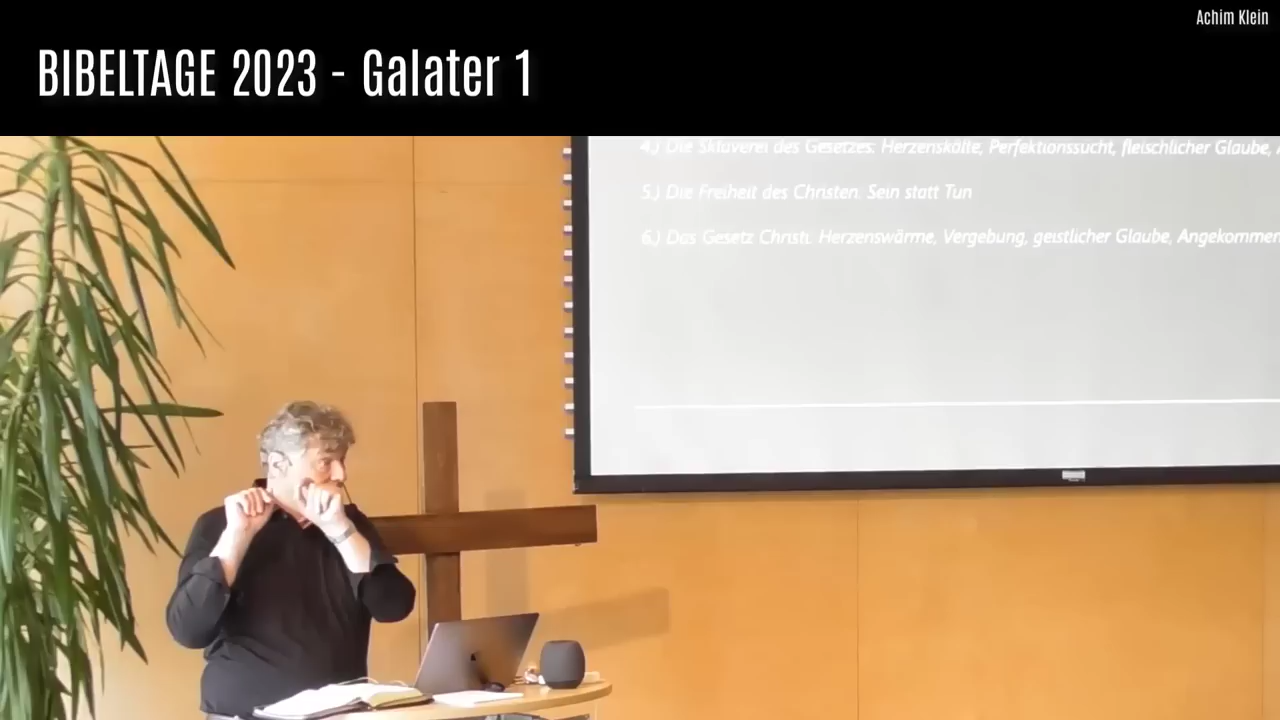 Achim Klein
BIBELTAGE 2023 - Galater 1
4.) Die Sklaverei des Gesetzes: Herzenskälte, Perfektionssucht, fleischlicher Glaube,
5.) Die Freiheit des Christen. Sein statt Tun
6.) Das Gesetz Christi. Herzenswärme, Vergebung, geistlicher Glaube, Angekommen